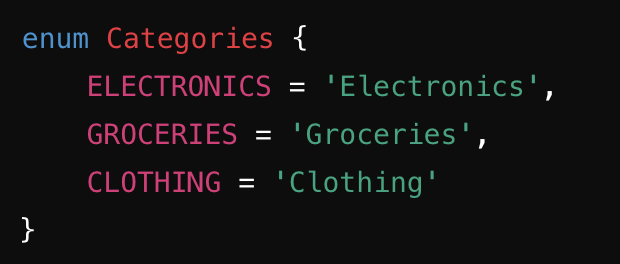 enum Categories {
    ELECTRONICS = 'Electronics',
    GROCERIES = 'Groceries',
    CLOTHING = 'Clothing'
}